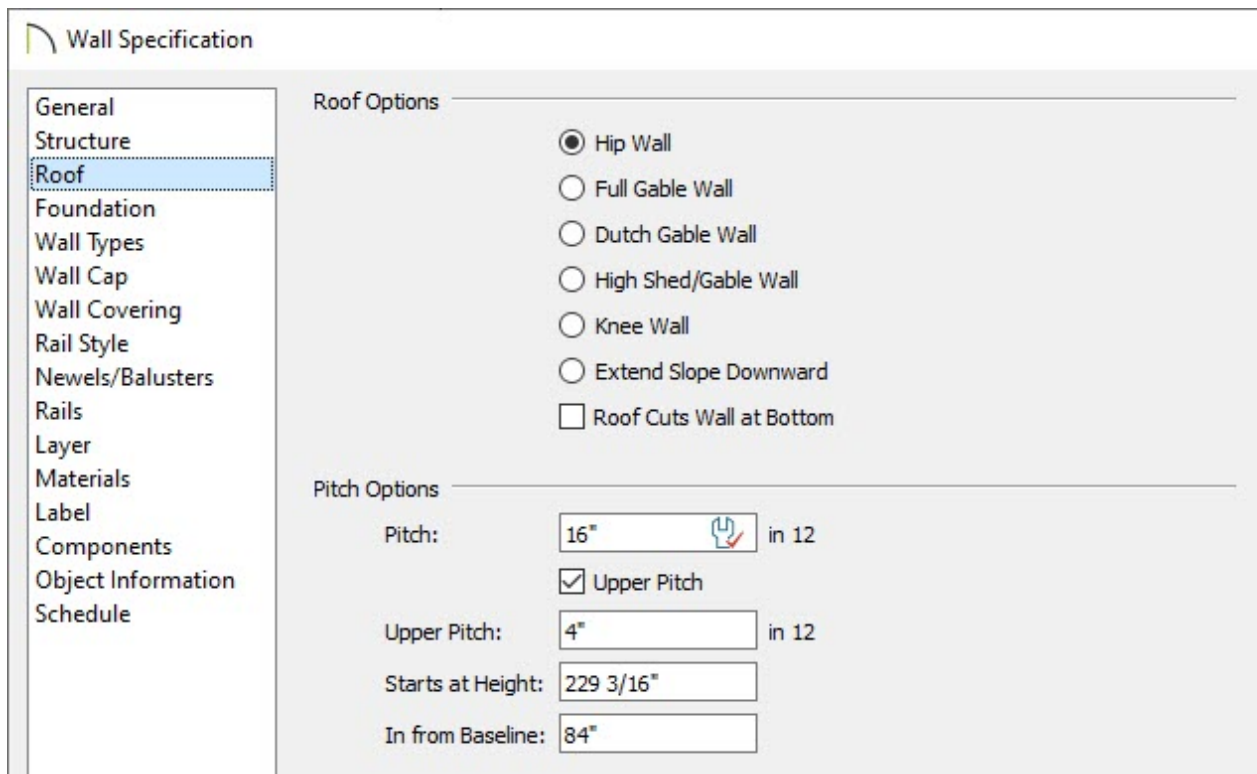 Wall Specification
General
Structure
Roof
Foundation
Wall Types
Wall Cap
Wall Covering
Rail Style
Newels/Balusters
Rails
Layer
Materials
Label
Components
Object Information
Schedule
Roof Options
Hip Wall
Full Gable Wall
Dutch Gable Wall
High Shed/Gable Wall
Knee Wall
Extend Slope Downward
Roof Cuts Wall at Bottom
Pitch Options
Pitch: 16" in 12
Upper Pitch
Upper Pitch: 4" in 12
Starts at Height: 229 3/16"
In from Baseline: 84"